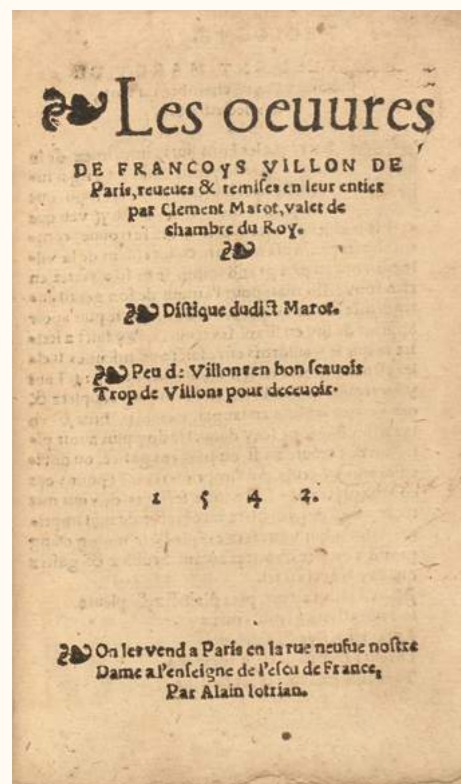 Les oeuures
DE FRANCOYS VILLON DE
Paris, reueues & remises en leur entier
par Clement Marot, valet de
chambre du Roy.
Distique dudict Marot.
Peu d: Villons en bon scauoir
Trop de Villons pour deceuoir.
1 5 4 2.
On les vend a Paris en la rue neufue nostre
Dame a l'enseigne de l'escu de France,
Par Alain lotrian.